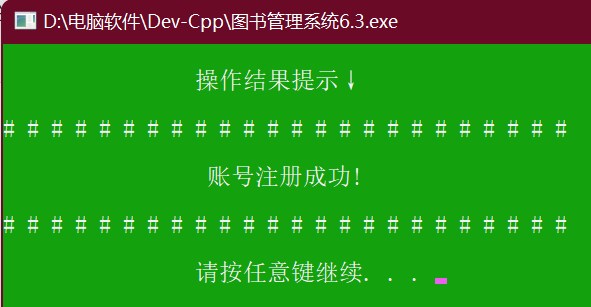 D:\电脑软件\Dev-Cpp\图书管理系统6.3.exe
操作结果提示↓
# # # # # # # # # # # # # # # # # # # # # # # #
账号注册成功!
# # # # # # # # # # # # # # # # # # # # # # # #
请按任意键继续. . .